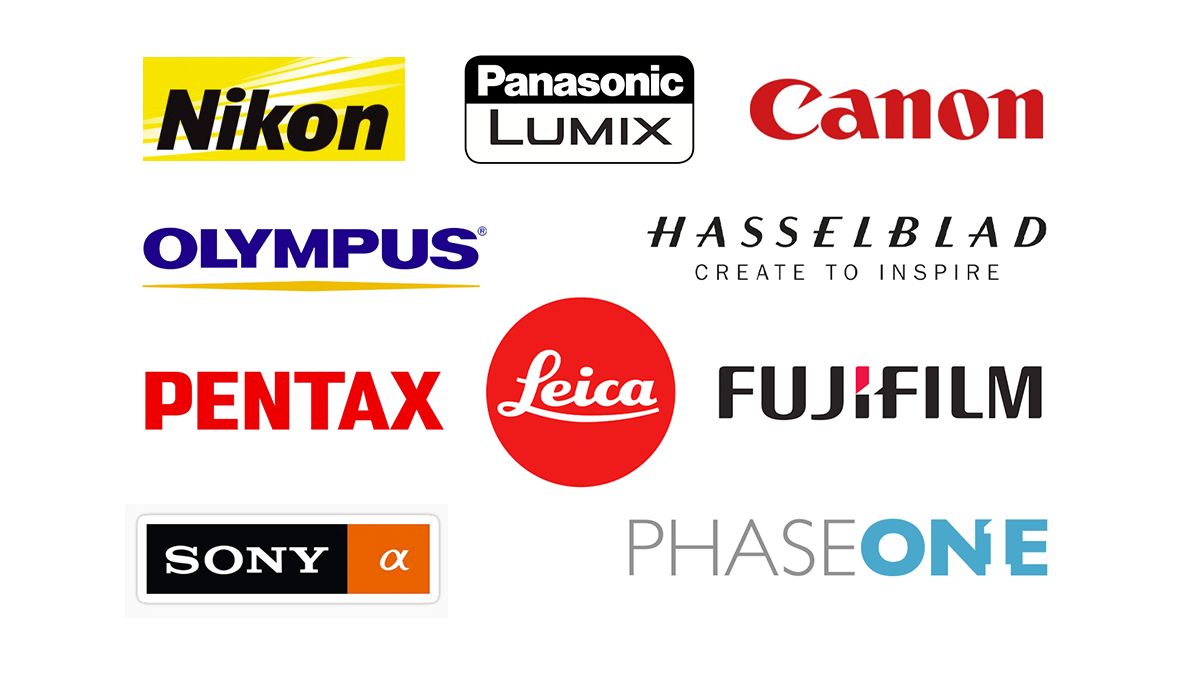 Nikon
Panasonic
LUMIX
Canon
OLYMPUS®
HASSELBLAD
CREATE TO INSPIRE
PENTAX
Leica
FUJIFILM
SONY α
PHASEONE